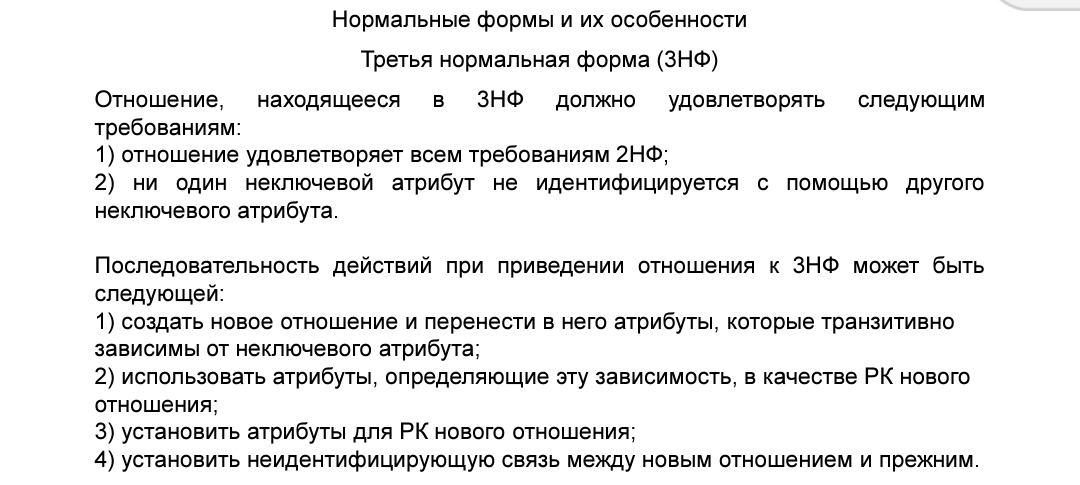 Нормальные формы и их особенности
Третья нормальная форма (3НФ)
Отношение, находящееся в 3НФ должно удовлетворять следующим
требованиям:
1) отношение удовлетворяет всем требованиям 2НФ;
2) ни один неключевой атрибут не идентифицируется с помощью другого
неключевого атрибута.
Последовательность действий при приведении отношения к 3НФ может быть
следующей:
1) создать новое отношение и перенести в него атрибуты, которые транзитивно
зависимы от неключевого атрибута;
2) использовать атрибуты, определяющие эту зависимость, в качестве РК нового
отношения;
3) установить атрибуты для РК нового отношения;
4) установить неидентифицирующую связь между новым отношением и прежним.